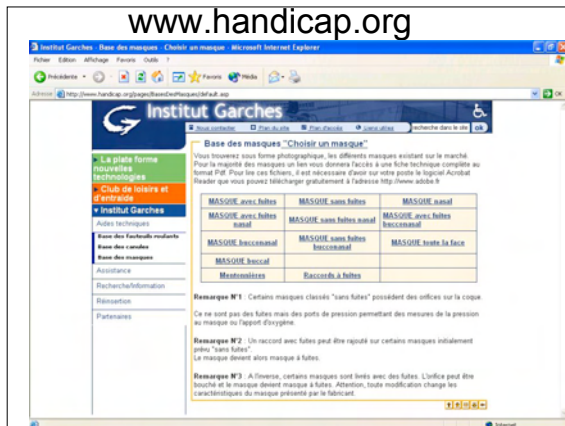 www.handicap.org
Institut Garches - Base des masques - Choisir un masque - Microsoft Internet Explorer
Fichier Edition Affichage Favoris Outils ?
Précédente Favoris Média
Adresse http://www.handicap.org/pages/BasesDesMasques/default.asp OK
Institut Garches
Nous contacter Plan du site Plan d'accès Liens utiles recherche dans le site ok
La plate forme nouvelles technologies
Club de loisirs et d'entraide
Institut Garches
Aides techniques
Base des fauteuils roulants
Base des canules
Base des masques
Assistance
Recherche/Information
Réinsertion
Partenaires
Base des masques "Choisir un masque"
Vous trouverez sous forme photographique, les différents masques existant sur le marché.
Pour la majorité des masques un lien vous donnera l'accès à une fiche technique complète au
format Pdf. Pour lire ces fichiers, il est nécessaire d'avoir sur votre poste le logiciel Acrobat
Reader que vous pouvez télécharger gratuitement à l'adresse http://www.adobe.fr
MASQUE avec fuites MASQUE sans fuites MASQUE nasal
MASQUE avec fuites nasal MASQUE sans fuites nasal MASQUE avec fuites bucconasal
MASQUE bucconasal MASQUE sans fuites bucconasal MASQUE toute la face
MASQUE buccal
Mentonnières Raccords à fuites
Remarque N°1 : Certains masques classés "sans fuites" possèdent des orifices sur la coque.
Ce ne sont pas des fuites mais des ports de pression permettant des mesures de la pression
au masque ou l'apport d'oxygène.
Remarque N°2 : Un raccord avec fuites peut être rajouté sur certains masques initialement
prévu "sans fuites".
Le masque devient alors masque à fuites.
Remarque N°3 : A l'inverse, certains masques sont livrés avec des fuites. L'orifice peut être
bouché et le masque devient masque à fuites. Attention, toute modification change les
caractéristiques du masque présenté par le fabricant.
Internet